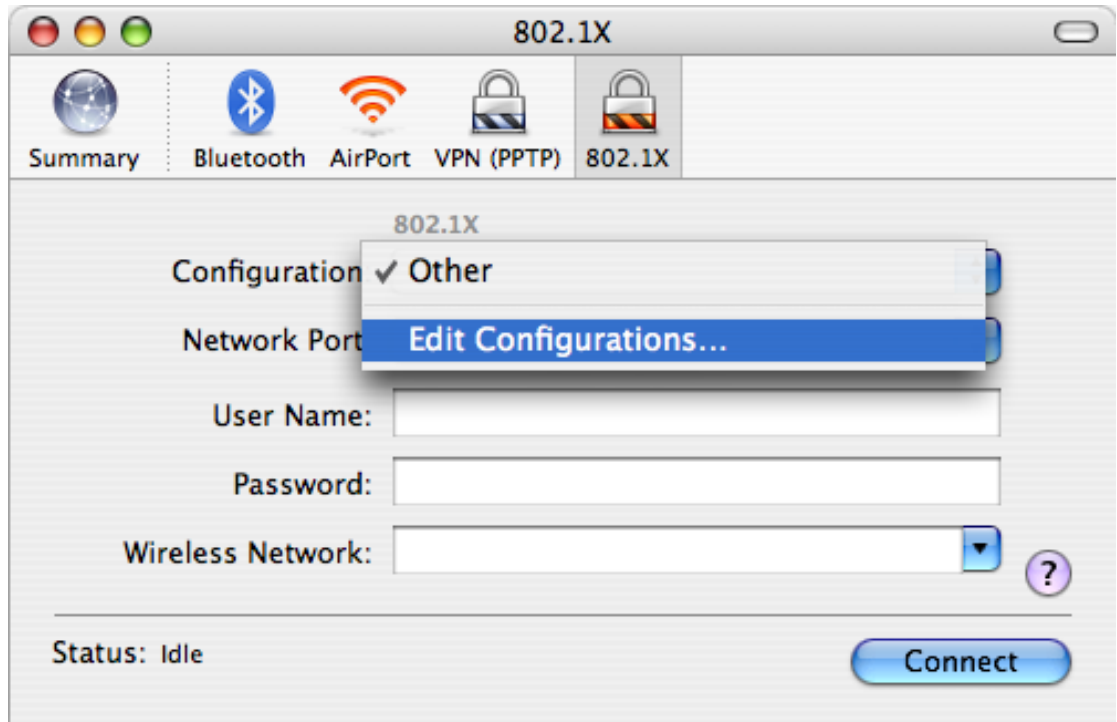 802.1X
Summary Bluetooth AirPort VPN (PPTP) 802.1X
802.1X
Configuration ✓ Other
Network Port Edit Configurations...
User Name:
Password:
Wireless Network:
?
Status: Idle Connect